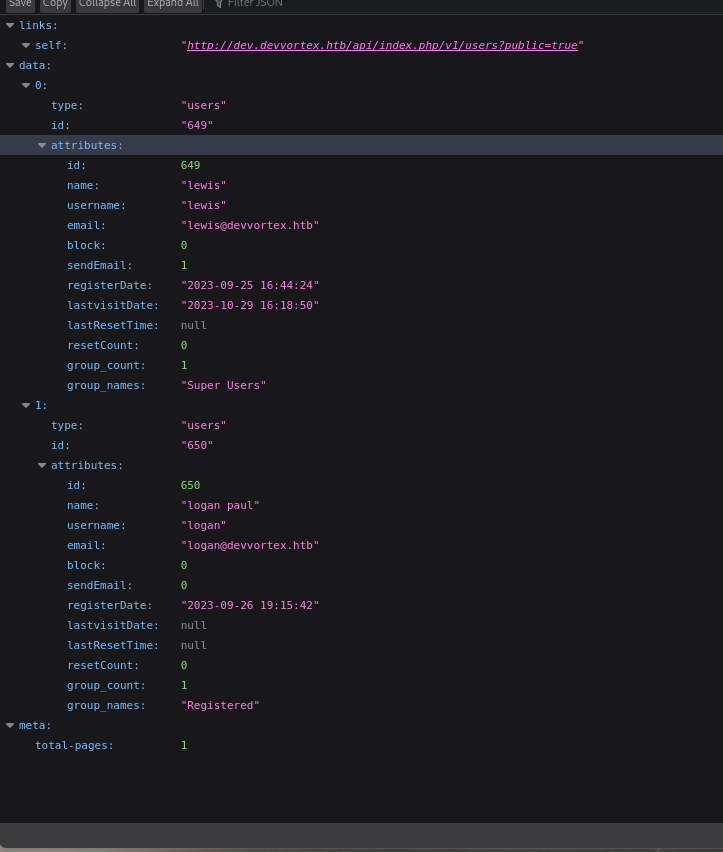 Save Copy Collapse All Expand All Filter JSON
links:
self: "http://dev.devvortex.htb/api/index.php/v1/users?public=true"
data:
0:
type: "users"
id: "649"
attributes:
id: 649
name: "lewis"
username: "lewis"
email: "lewis@devvortex.htb"
block: 0
sendEmail: 1
registerDate: "2023-09-25 16:44:24"
lastvisitDate: "2023-10-29 16:18:50"
lastResetTime: null
resetCount: 0
group_count: 1
group_names: "Super Users"
1:
type: "users"
id: "650"
attributes:
id: 650
name: "logan paul"
username: "logan"
email: "logan@devvortex.htb"
block: 0
sendEmail: 0
registerDate: "2023-09-26 19:15:42"
lastvisitDate: null
lastResetTime: null
resetCount: 0
group_count: 1
group_names: "Registered"
meta:
total-pages: 1